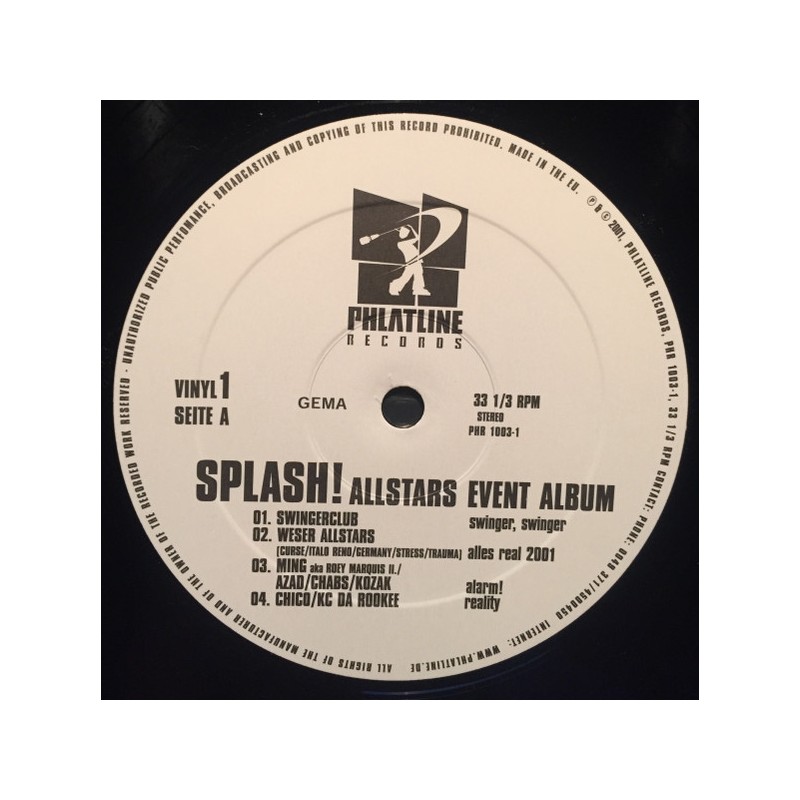 ALL RIGHTS OF THE MANUFACTURER AND OF THE OWNER OF THE RECORDED WORK RESERVED - UNAUTHORIZED PUBLIC PERFORMANCE, BROADCASTING AND COPYING OF THIS RECORD PROHIBITED. MADE IN THE EU. Ⓟ & © 2001, PHLATLINE RECORDS, PHR 1003-1, 33 1/3 RPM CONTACT: PHONE: 0049 371/4500450 INTERNET: WWW.PHLATLINE.DE
PHLATLINE
RECORDS
VINYL 1
SEITE A
GEMA
33 1/3 RPM
STEREO
PHR 1003-1
SPLASH! ALLSTARS EVENT ALBUM
01. SWINGERCLUB swinger, swinger
02. WESER ALLSTARS
[CURSE/ITALO RENO/GERMANY/STRESS/TRAUMA] alles real 2001
03. MING aka ROEY MARQUIS II./
AZAD/CHABS/KOZAK alarm!
04. CHICO/KC DA ROOKEE reality